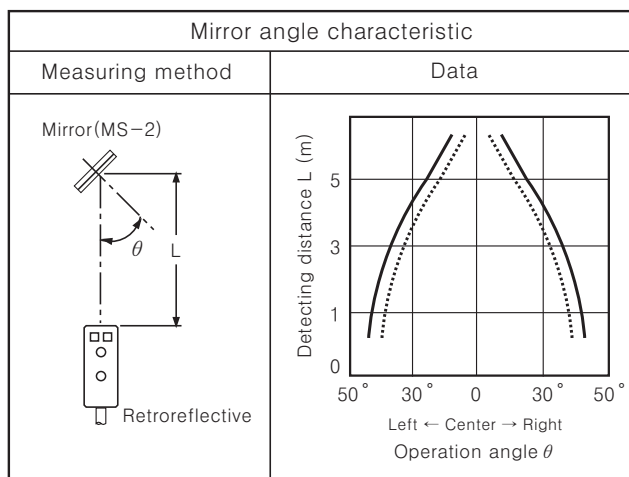 Mirror angle characteristic
Measuring method
Data
Mirror(MS-2)
θ
L
Retroreflective
Detecting distance L (m)
5
3
1
0
50° 30° 0 30° 50°
Left ← Center → Right
Operation angle θ